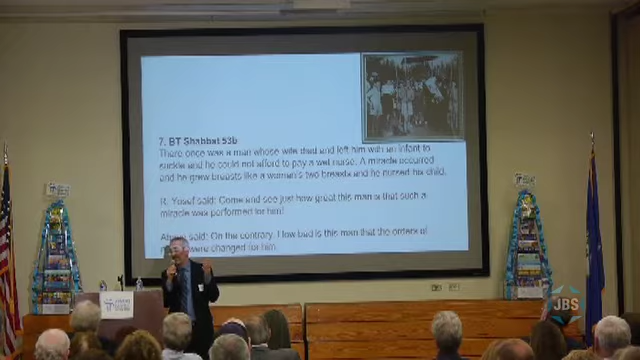 7. BT Shabbat 53b
There once was a man whose wife died and left him with an infant to
suckle and he could not afford to pay a wet nurse. A miracle occurred
and he grew breasts like a woman's two breasts and he nursed his child.
R. Yosef said: Come and see just how great this man is that such a
miracle was performed for him!
said: On the contrary: How bad is this man that the orders of
were changed for him.
JBS